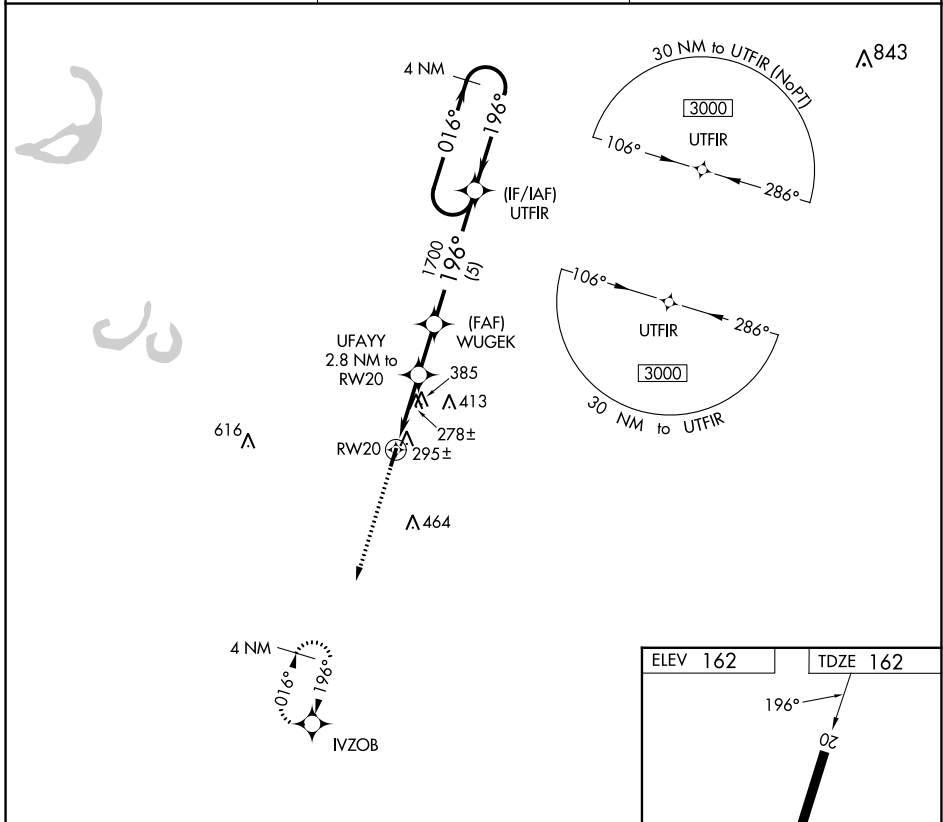 4 NM
016°
196°
(IF/IAF)
UTFIR
1700
196°
(5)
(FAF)
WUGEK
UFAYY
2.8 NM to
RW20
385
413
278±
295±
RW20
616
464
4 NM
016°
196°
IVZOB
843
30 NM to UTFIR (NoPT)
3000
UTFIR
106°
286°
106°
286°
UTFIR
3000
30 NM to UTFIR
ELEV 162
TDZE 162
196°
20